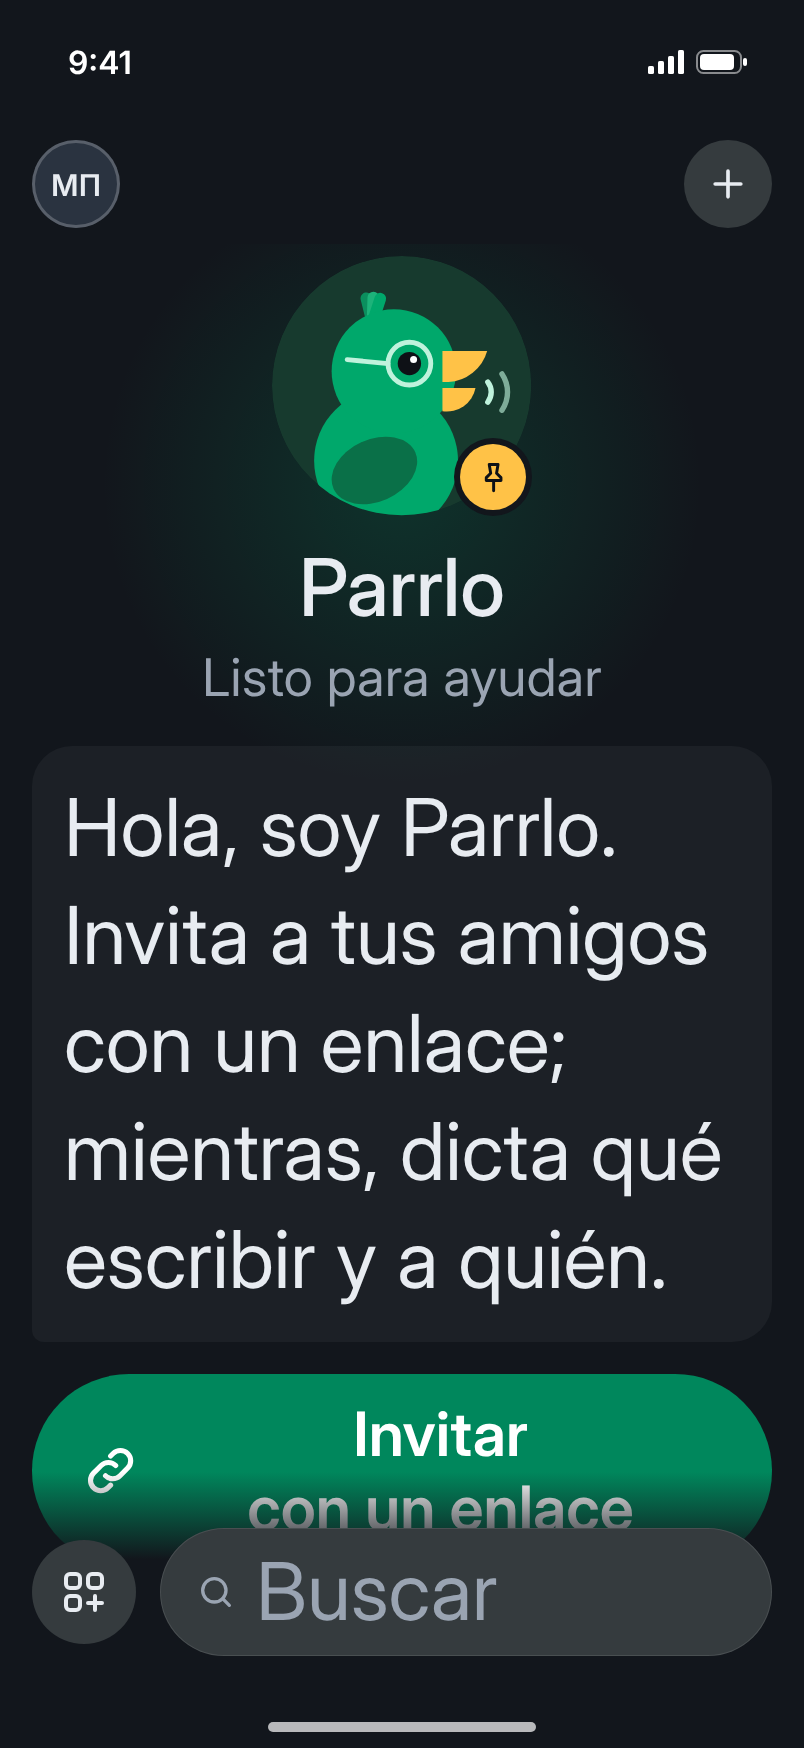 9:41
МП
Parrlo
Listo para ayudar
Hola, soy Parrlo.
Invita a tus amigos
con un enlace;
mientras, dicta qué
escribir y a quién.
Invitar
con un enlace
Buscar